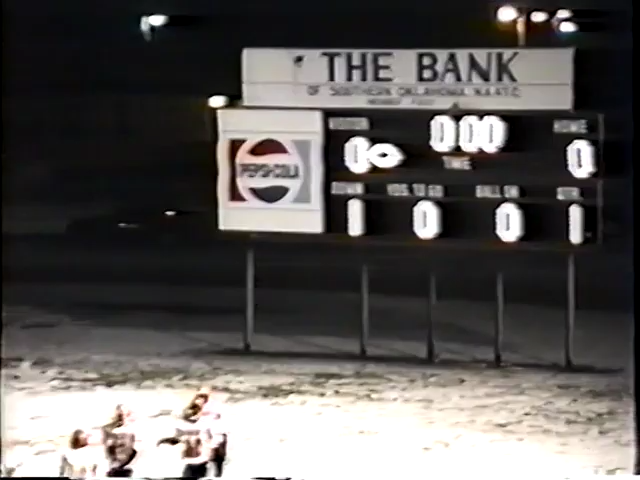 THE BANK
OF SOUTHERN OKLAHOMA, N.A.
PEPSI-COLA
000
HOME
0
TIME
0
DOWN YDS. TO GO BALL ON QTR.
1 0 0 1